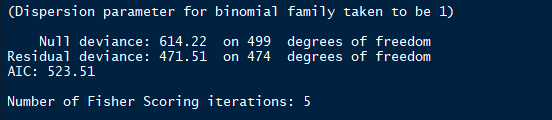 (Dispersion parameter for binomial family taken to be 1)
Null deviance: 614.22 on 499 degrees of freedom
Residual deviance: 471.51 on 474 degrees of freedom
AIC: 523.51
Number of Fisher Scoring iterations: 5